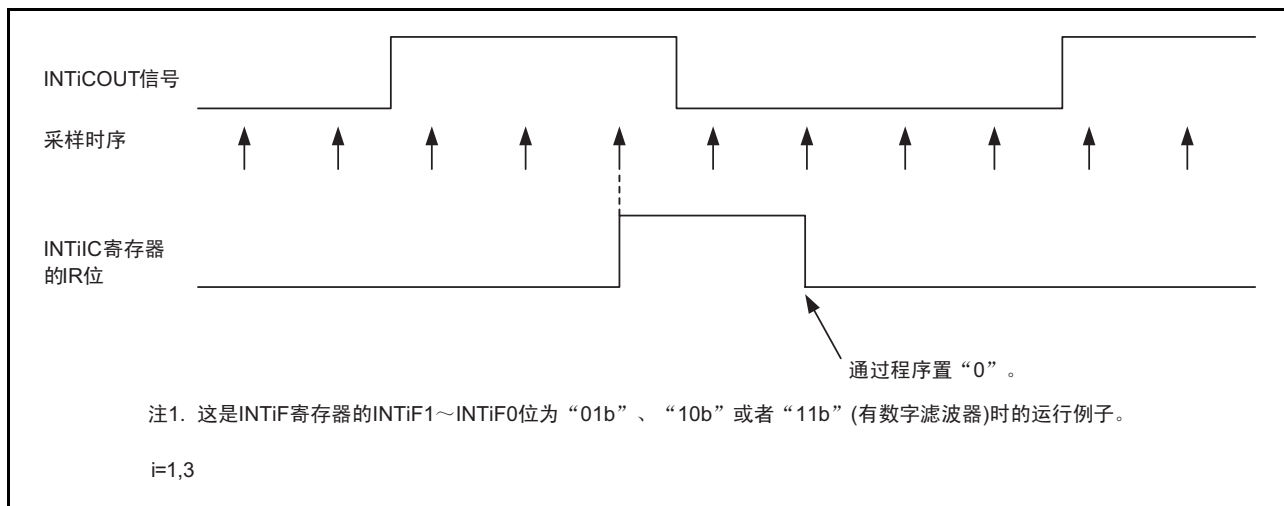 INTiCOUT信号
采样时序
INTiIC寄存器
的IR位
通过程序置“0”。
注1. 这是INTiF寄存器的INTiF1～INTiF0位为“01b”、“10b”或者“11b”(有数字滤波器)时的运行例子。
i=1,3